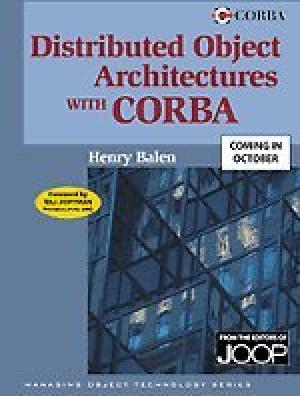 CORBA
Distributed Object
Architectures
WITH CORBA
COMING IN
OCTOBER
Henry Balen
Foreword by
FROM THE EDITORS OF
JOOP
MANAGING OBJECT TECHNOLOGY SERIES